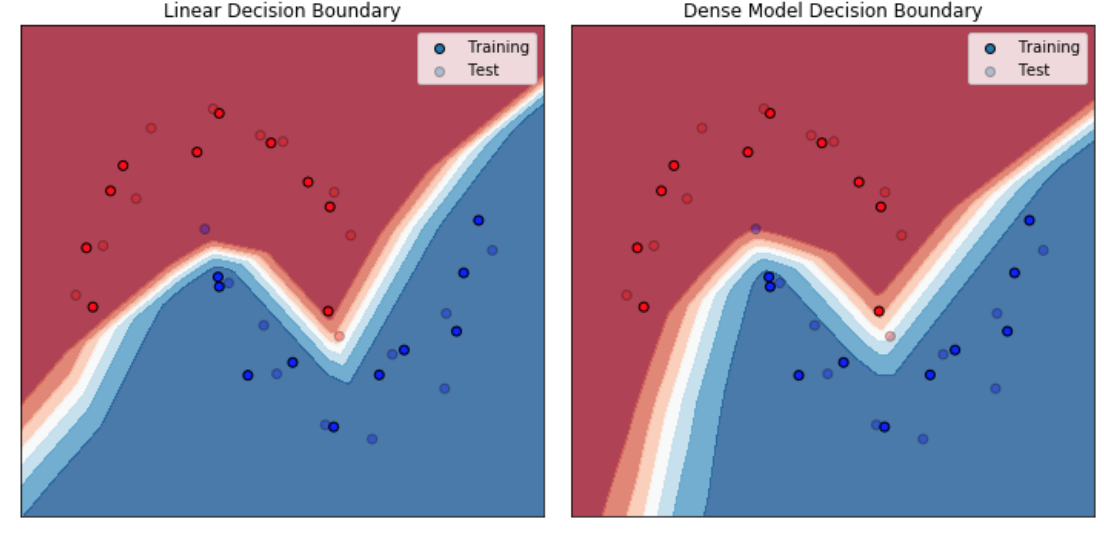 Linear Decision Boundary
Training
Test
Dense Model Decision Boundary
Training
Test